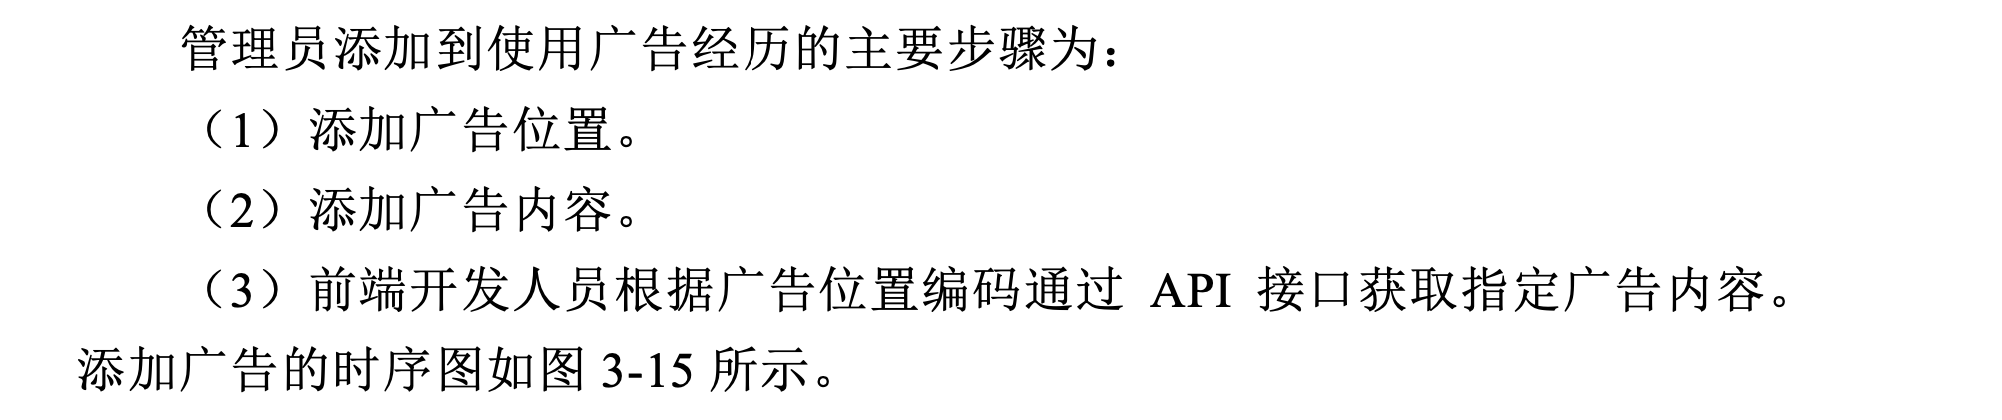 管理员添加到使用广告经历的主要步骤为：
（1）添加广告位置。
（2）添加广告内容。
（3）前端开发人员根据广告位置编码通过 API 接口获取指定广告内容。
添加广告的时序图如图 3-15 所示。